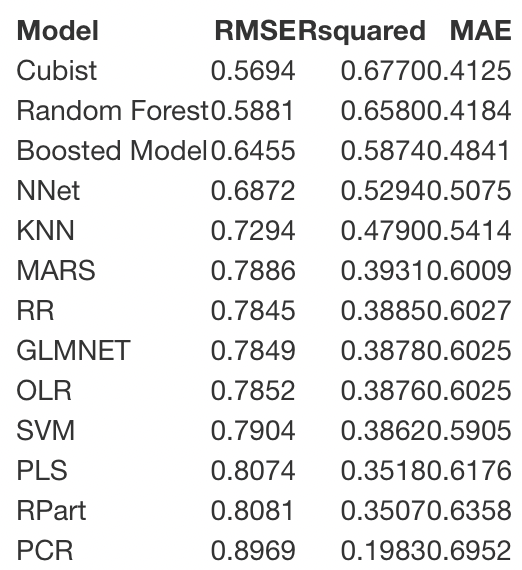 Model RMSE Rsquared MAE
Cubist 0.5694 0.6770 0.4125
Random Forest 0.5881 0.6580 0.4184
Boosted Model 0.6455 0.5874 0.4841
NNet 0.6872 0.5294 0.5075
KNN 0.7294 0.4790 0.5414
MARS 0.7886 0.3931 0.6009
RR 0.7845 0.3885 0.6027
GLMNET 0.7849 0.3878 0.6025
OLR 0.7852 0.3876 0.6025
SVM 0.7904 0.3862 0.5905
PLS 0.8074 0.3518 0.6176
RPart 0.8081 0.3507 0.6358
PCR 0.8969 0.1983 0.6952